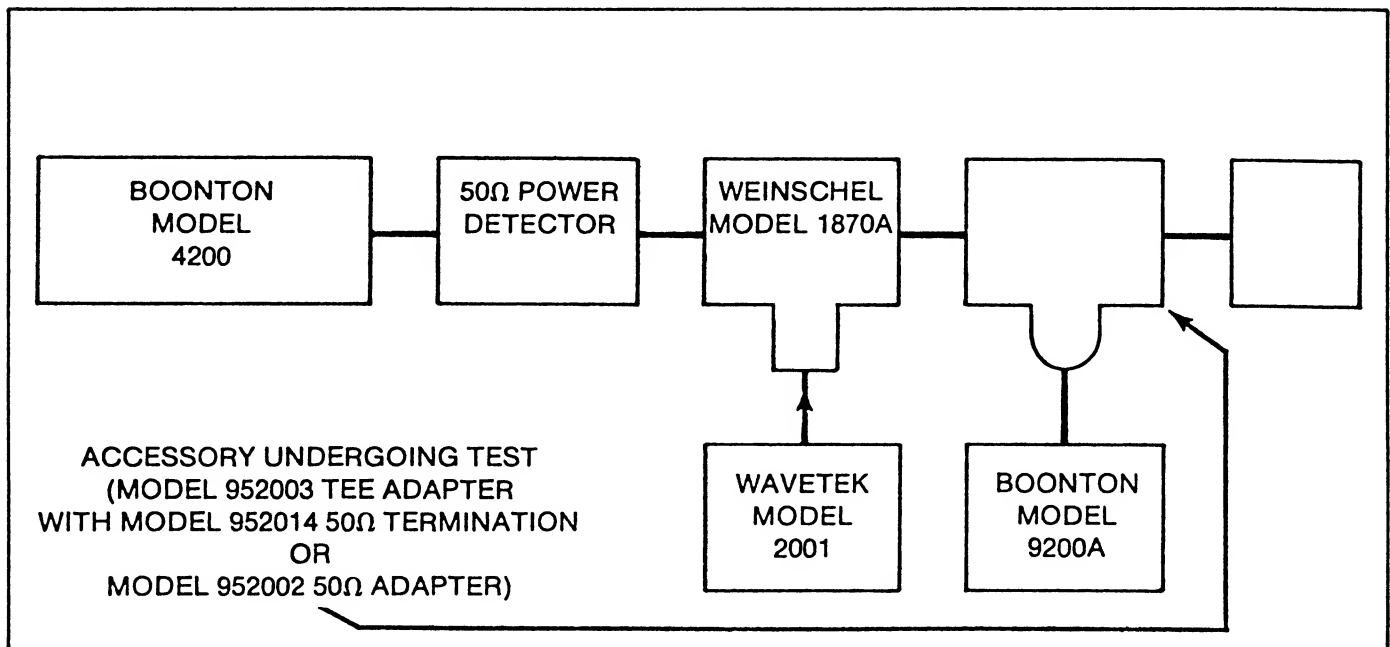 BOONTON
MODEL
4200
50Ω POWER
DETECTOR
WEINSCHEL
MODEL 1870A
ACCESSORY UNDERGOING TEST
(MODEL 952003 TEE ADAPTER
WITH MODEL 952014 50Ω TERMINATION
OR
MODEL 952002 50Ω ADAPTER)
WAVETEK
MODEL
2001
BOONTON
MODEL
9200A